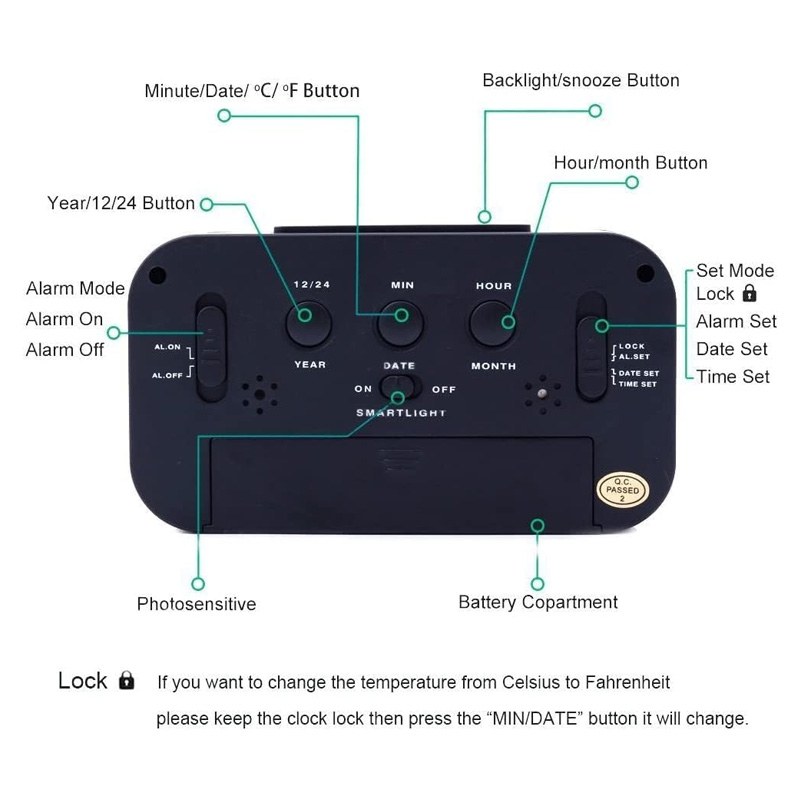 Minute/Date/ ºC/ ºF Button
Backlight/snooze Button
Hour/month Button
Year/12/24 Button
Alarm Mode
Alarm On
Alarm Off
Set Mode
Lock
Alarm Set
Date Set
Time Set
12/24
MIN
HOUR
AL.ON
AL.OFF
YEAR
DATE
MONTH
LOCK
AL.SET
DATE SET
TIME SET
ON
OFF
SMARTLIGHT
Q.C.
PASSED
2
Photosensitive
Battery Copartment
Lock
If you want to change the temperature from Celsius to Fahrenheit
please keep the clock lock then press the “MIN/DATE” button it will change.